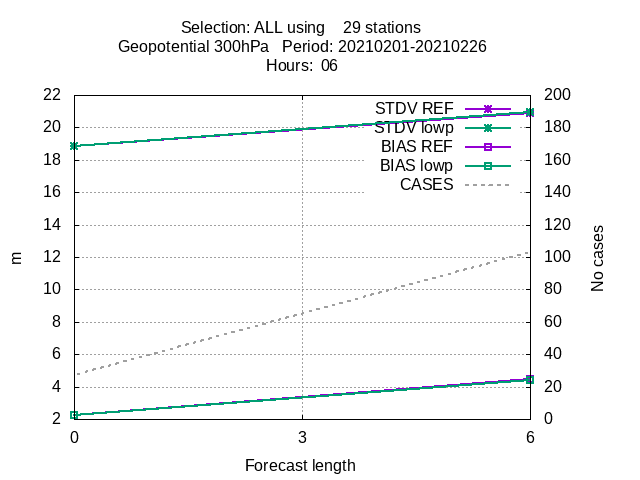 Selection: ALL using    29 stations
Geopotential 300hPa   Period: 20210201-20210226
Hours:  06
22 200
STDV REF
20 180
STDV lowp
BIAS REF
18 160
BIAS lowp
16 140
CASES
14 120
12 100
m
No cases
10 80
8 60
6 40
4 20
2 0
0 3 6
Forecast length